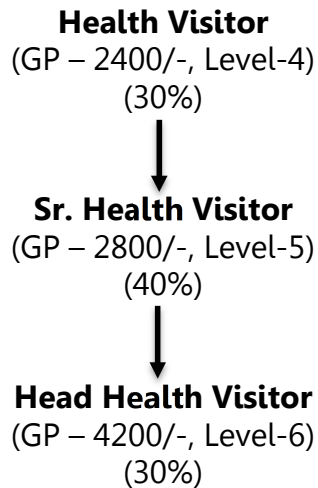 Health Visitor
(GP – 2400/-, Level-4)
(30%)
Sr. Health Visitor
(GP – 2800/-, Level-5)
(40%)
Head Health Visitor
(GP – 4200/-, Level-6)
(30%)